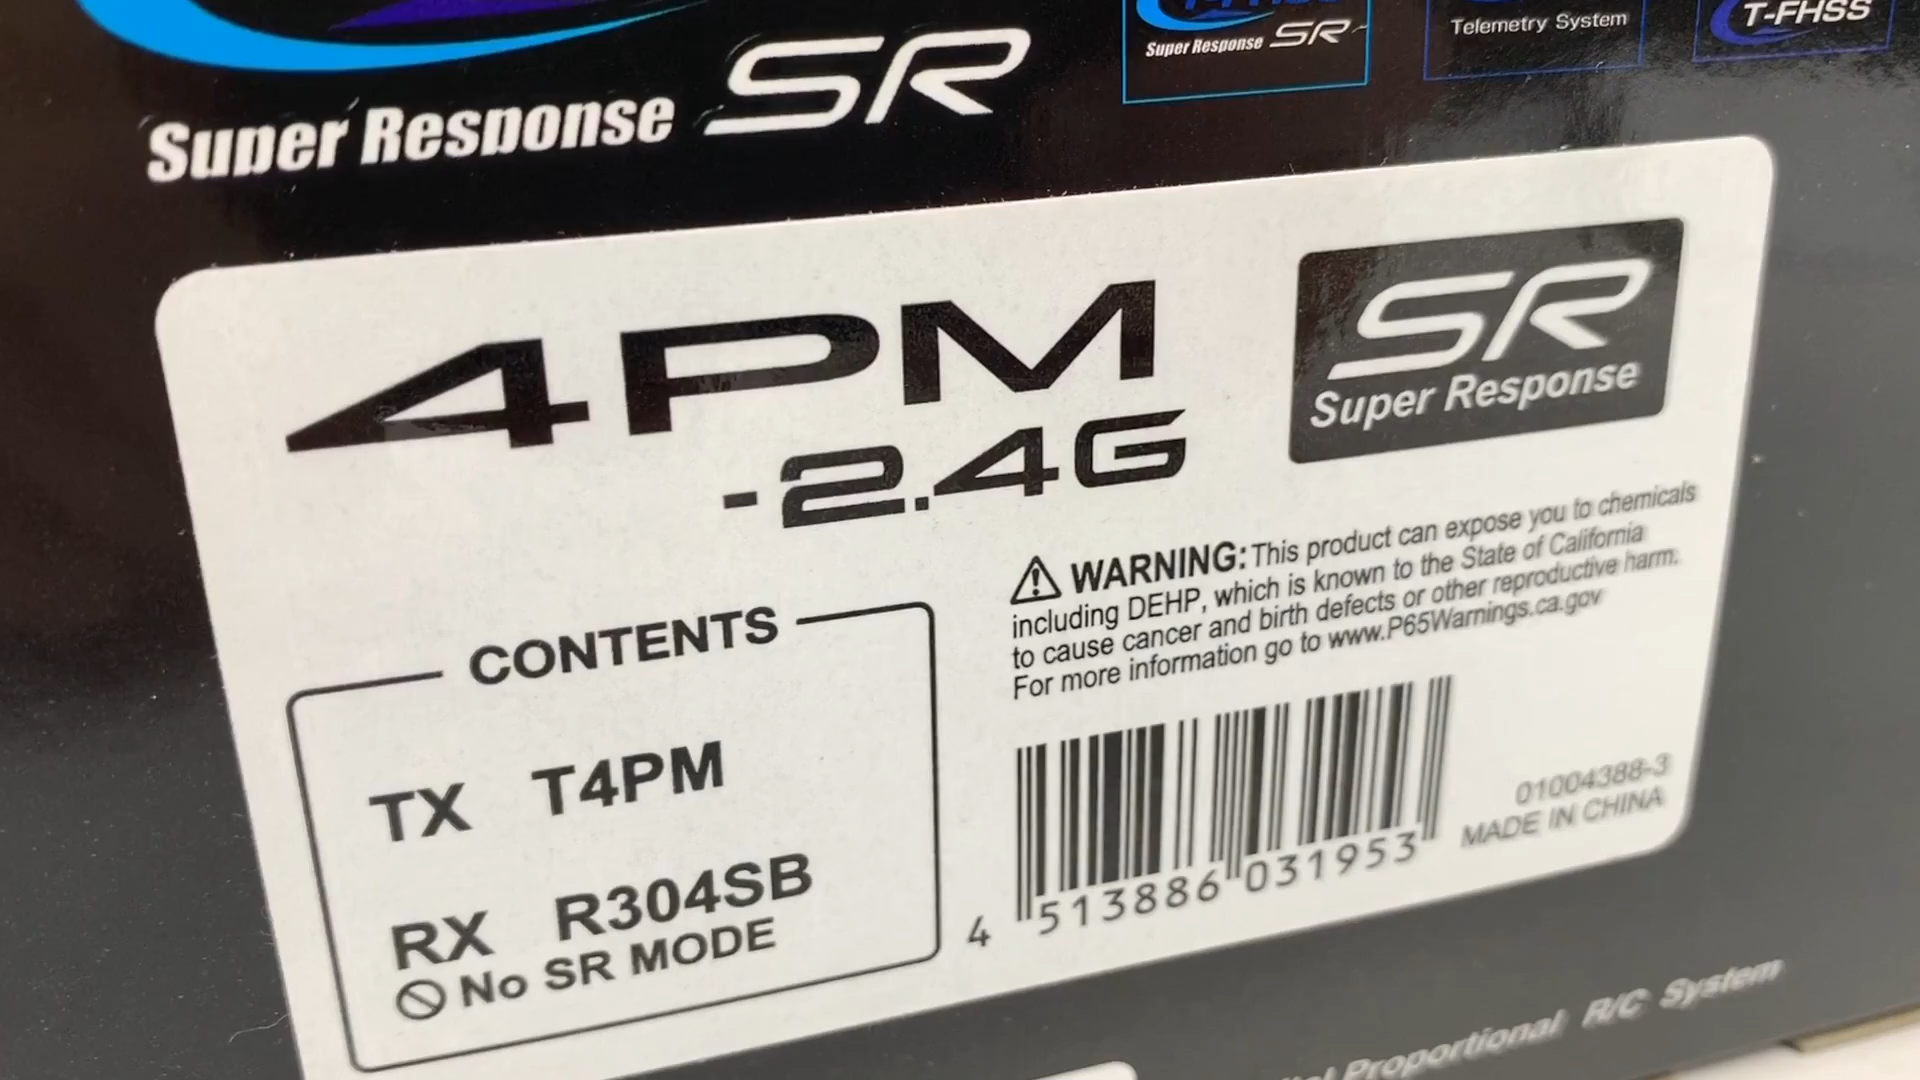 Super Response SR
Super Response SR
Telemetry System
T-FHSS
4PM
-2.4G
SR
Super Response
⚠ WARNING: This product can expose you to chemicals
including DEHP, which is known to the State of California
to cause cancer and birth defects or other reproductive harm.
For more information go to www.P65Warnings.ca.gov
CONTENTS
TX T4PM
RX R304SB
No SR MODE
4 513886 031953
01004388-3
MADE IN CHINA
Proportional R/C System